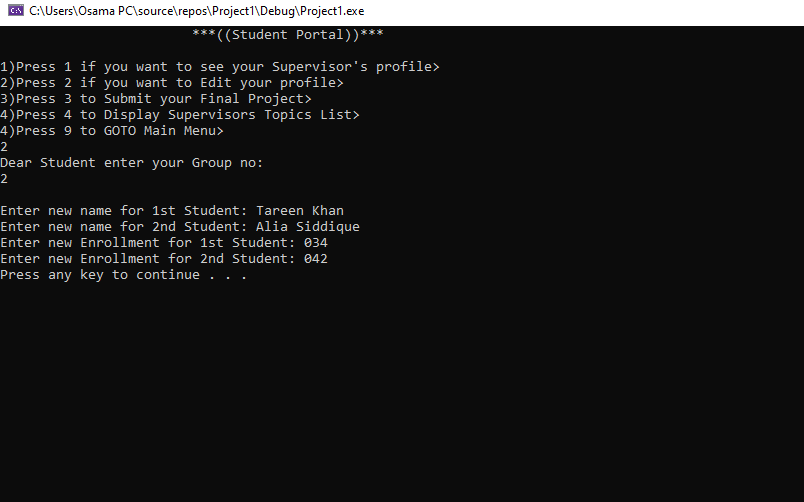 C:\Users\Osama PC\source\repos\Project1\Debug\Project1.exe
***((Student Portal))***
1)Press 1 if you want to see your Supervisor's profile>
2)Press 2 if you want to Edit your profile>
3)Press 3 to Submit your Final Project>
4)Press 4 to Display Supervisors Topics List>
4)Press 9 to GOTO Main Menu>
2
Dear Student enter your Group no:
2
Enter new name for 1st Student: Tareen Khan
Enter new name for 2nd Student: Alia Siddique
Enter new Enrollment for 1st Student: 034
Enter new Enrollment for 2nd Student: 042
Press any key to continue . . .